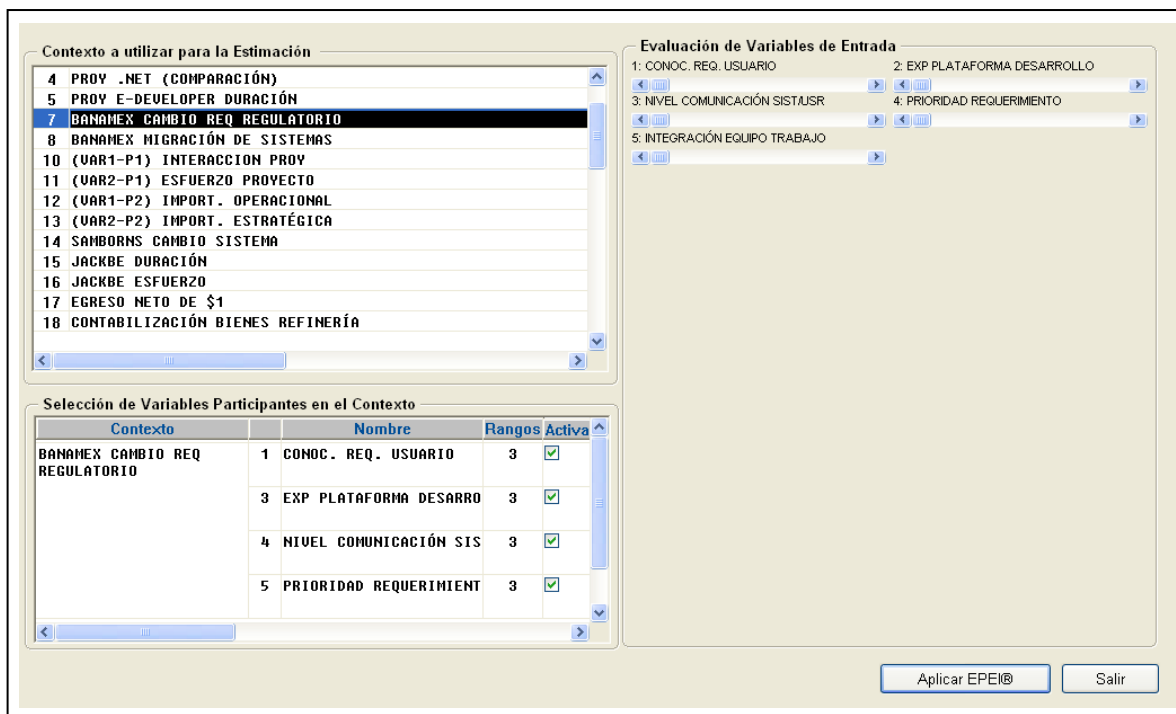 Contexto a utilizar para la Estimación
4 PROY .NET (COMPARACIÓN)
5 PROY E-DEVELOPER DURACIÓN
7 BANAMEX CAMBIO REQ REGULATORIO
8 BANAMEX MIGRACIÓN DE SISTEMAS
10 (VAR1-P1) INTERACCION PROY
11 (VAR2-P1) ESFUERZO PROYECTO
12 (VAR1-P2) IMPORT. OPERACIONAL
13 (VAR2-P2) IMPORT. ESTRATÉGICA
14 SAMBORNS CAMBIO SISTEMA
15 JACKBE DURACIÓN
16 JACKBE ESFUERZO
17 EGRESO NETO DE $1
18 CONTABILIZACIÓN BIENES REFINERÍA
Selección de Variables Participantes en el Contexto
Contexto Nombre Rangos Activa
BANAMEX CAMBIO REQ 1 CONOC. REQ. USUARIO 3
REGULATORIO
3 EXP PLATAFORMA DESARRO 3
4 NIVEL COMUNICACIÓN SIS 3
5 PRIORIDAD REQUERIMIENT 3
Evaluación de Variables de Entrada
1: CONOC. REQ. USUARIO 2: EXP PLATAFORMA DESARROLLO
3: NIVEL COMUNICACIÓN SIST/USR 4: PRIORIDAD REQUERIMIENTO
5: INTEGRACIÓN EQUIPO TRABAJO
Aplicar EPEI® Salir